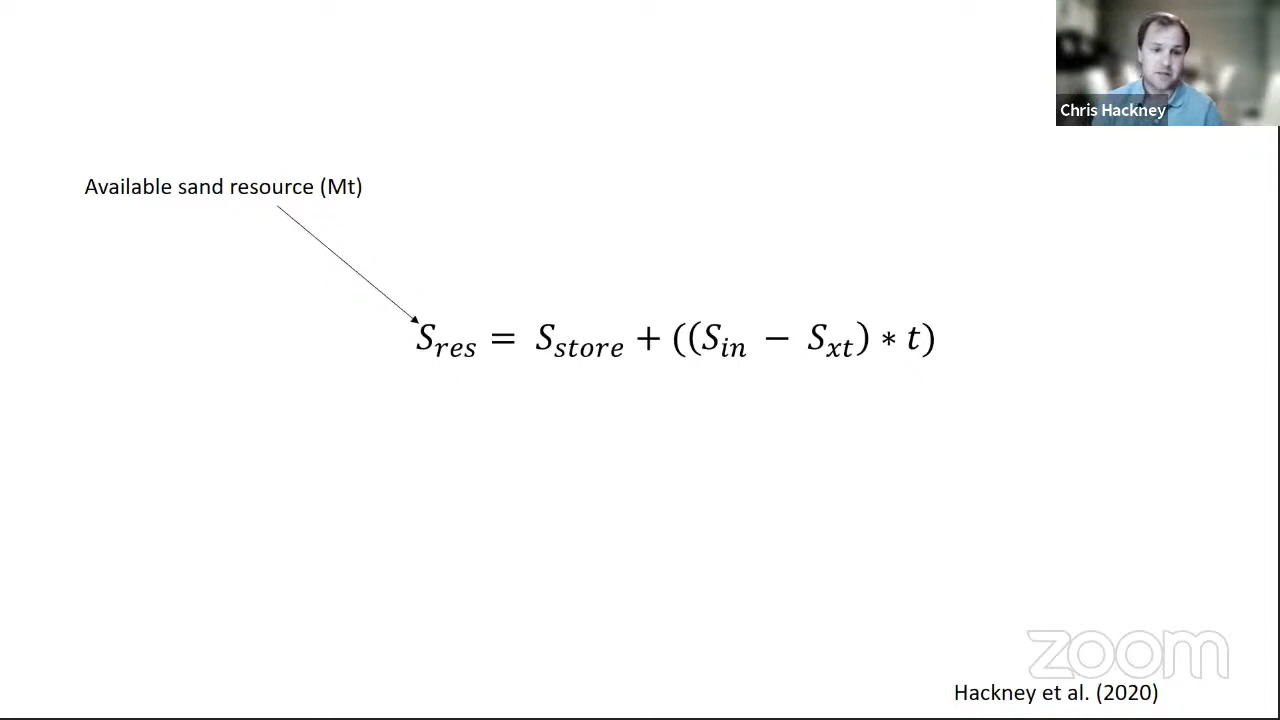 Chris Hackney
Available sand resource (Mt)
S_res = S_store + ((S_in − S_xt) * t)
zoom
Hackney et al. (2020)